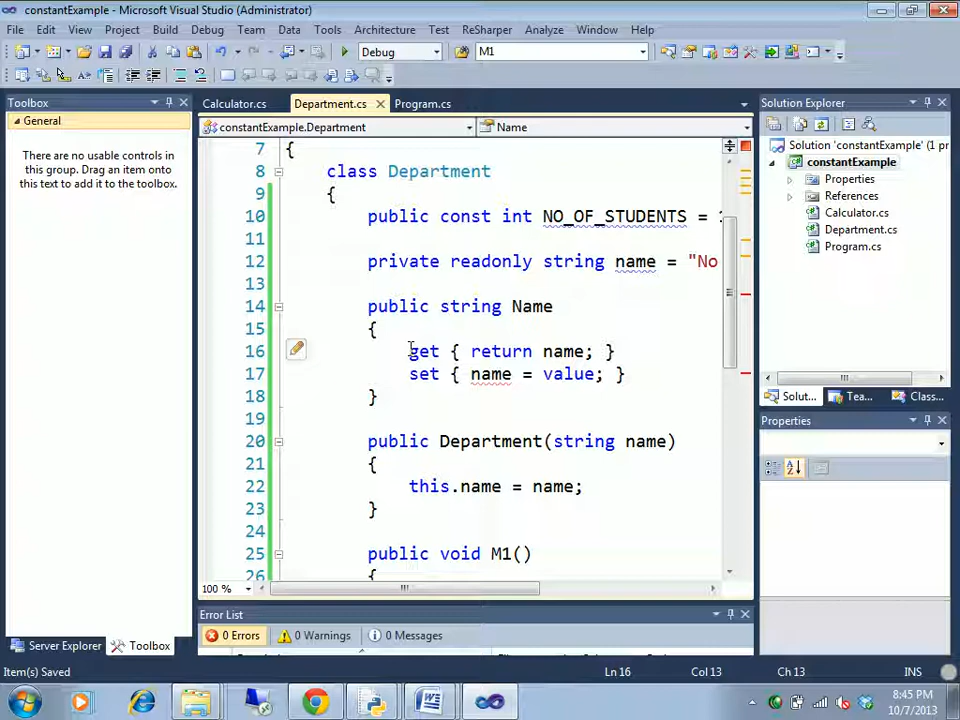 constantExample - Microsoft Visual Studio (Administrator)
File Edit View Project Build Debug Team Data Tools Architecture Test ReSharper Analyze Window Help
Debug M1
Toolbox
General
There are no usable controls in
this group. Drag an item onto
this text to add it to the toolbox.
Server Explorer Toolbox
Calculator.cs Department.cs Program.cs
constantExample.Department Name
7 {
8 class Department
9 {
10 public const int NO_OF_STUDENTS = 1
11
12 private readonly string name = "No
13
14 public string Name
15 {
16 get { return name; }
17 set { name = value; }
18 }
19
20 public Department(string name)
21 {
22 this.name = name;
23 }
24
25 public void M1()
26 {
100 %
Error List
0 Errors 0 Warnings 0 Messages
Solution Explorer
Solution 'constantExample' (1 pr
constantExample
Properties
References
Calculator.cs
Department.cs
Program.cs
Solut... Tea... Class...
Properties
Item(s) Saved Ln 16 Col 13 Ch 13 INS
8:45 PM
10/7/2013